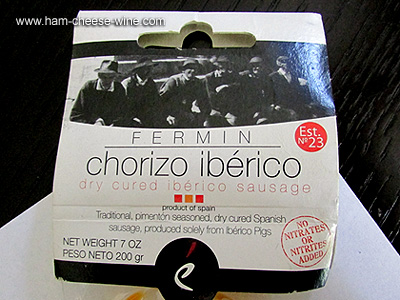 www.ham-cheese-wine.com
FERMIN
Est.
Nº23
chorizo ibérico
dry cured ibérico sausage
product of spain
Traditional, pimentón seasoned, dry cured Spanish
sausage, produced solely from Ibérico Pigs
NET WEIGHT 7 OZ
PESO NETO 200 gr
NO
NITRATES
OR NITRITES
ADDED